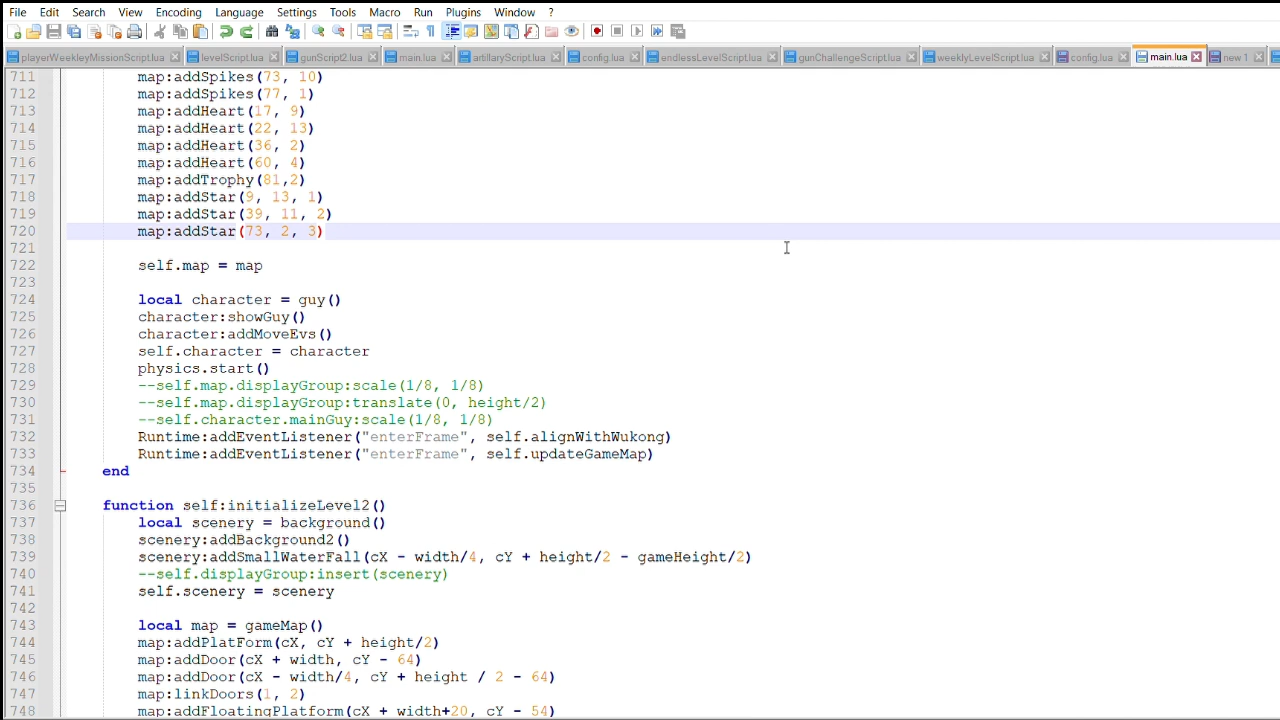 File Edit Search View Encoding Language Settings Tools Macro Run Plugins Window ?
playerWeekleyMissionScript.lua levelScript.lua gunScript2.lua main.lua artillaryScript.lua config.lua endlessLevelScript.lua gunChallengeScript.lua weeklyLevelScript.lua config.lua main.lua new 1
711 map:addSpikes(73, 10)
712 map:addSpikes(77, 1)
713 map:addHeart(17, 9)
714 map:addHeart(22, 13)
715 map:addHeart(36, 2)
716 map:addHeart(60, 4)
717 map:addTrophy(81,2)
718 map:addStar(9, 13, 1)
719 map:addStar(39, 11, 2)
720 map:addStar(73, 2, 3)
721
722 self.map = map
723
724 local character = guy()
725 character:showGuy()
726 character:addMoveEvs()
727 self.character = character
728 physics.start()
729 --self.map.displayGroup:scale(1/8, 1/8)
730 --self.map.displayGroup:translate(0, height/2)
731 --self.character.mainGuy:scale(1/8, 1/8)
732 Runtime:addEventListener("enterFrame", self.alignWithWukong)
733 Runtime:addEventListener("enterFrame", self.updateGameMap)
734 end
735
736 function self:initializeLevel2()
737 local scenery = background()
738 scenery:addBackground2()
739 scenery:addSmallWaterFall(cX - width/4, cY + height/2 - gameHeight/2)
740 --self.displayGroup:insert(scenery)
741 self.scenery = scenery
742
743 local map = gameMap()
744 map:addPlatForm(cX, cY + height/2)
745 map:addDoor(cX + width, cY - 64)
746 map:addDoor(cX - width/4, cY + height / 2 - 64)
747 map:linkDoors(1, 2)
748 map:addFloatingPlatform(cX + width+20, cY - 54)